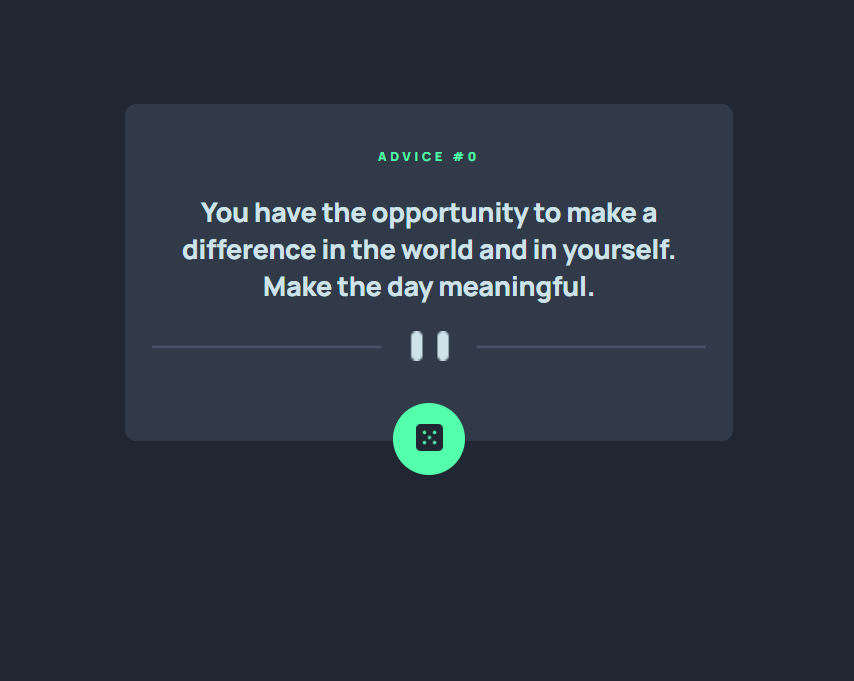 ADVICE #0
You have the opportunity to make a
difference in the world and in yourself.
Make the day meaningful.